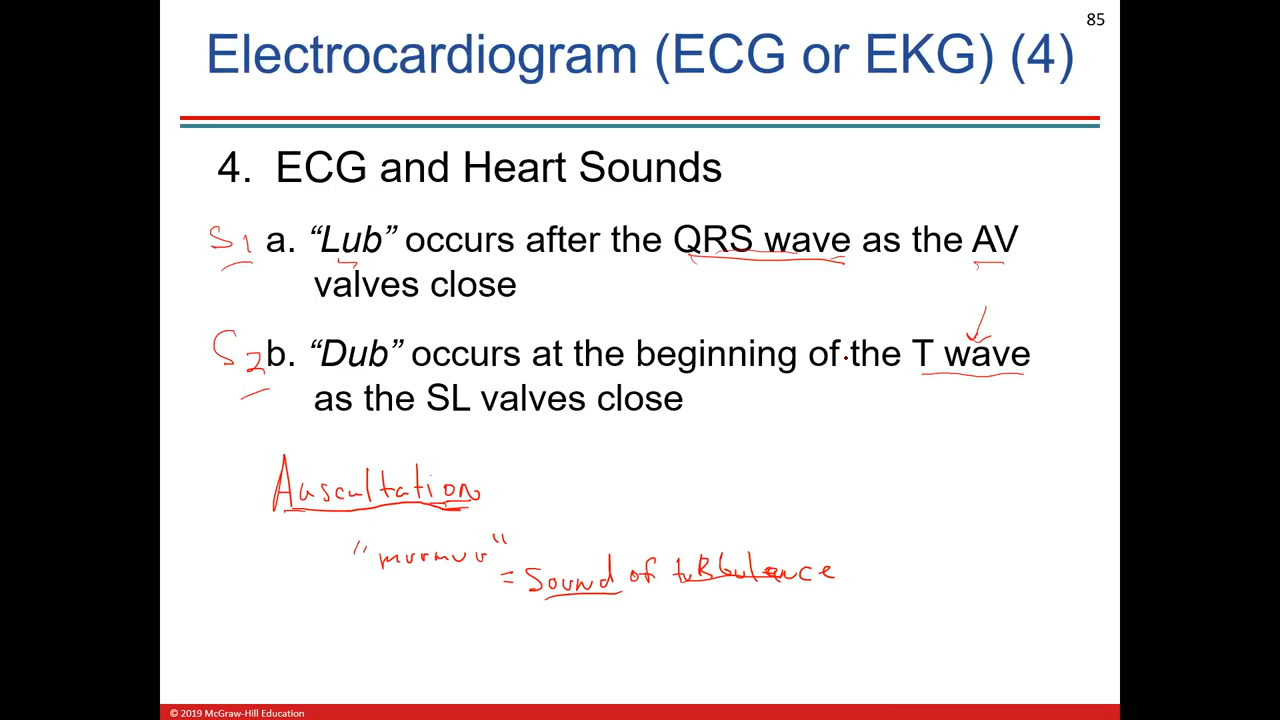 85
Electrocardiogram (ECG or EKG) (4)
4. ECG and Heart Sounds
S1 a. “Lub” occurs after the QRS wave as the AV
valves close
S2 b. “Dub” occurs at the beginning of the T wave
as the SL valves close
Auscultation
"murmur"
= Sound of tuRbulence
© 2019 McGraw-Hill Education